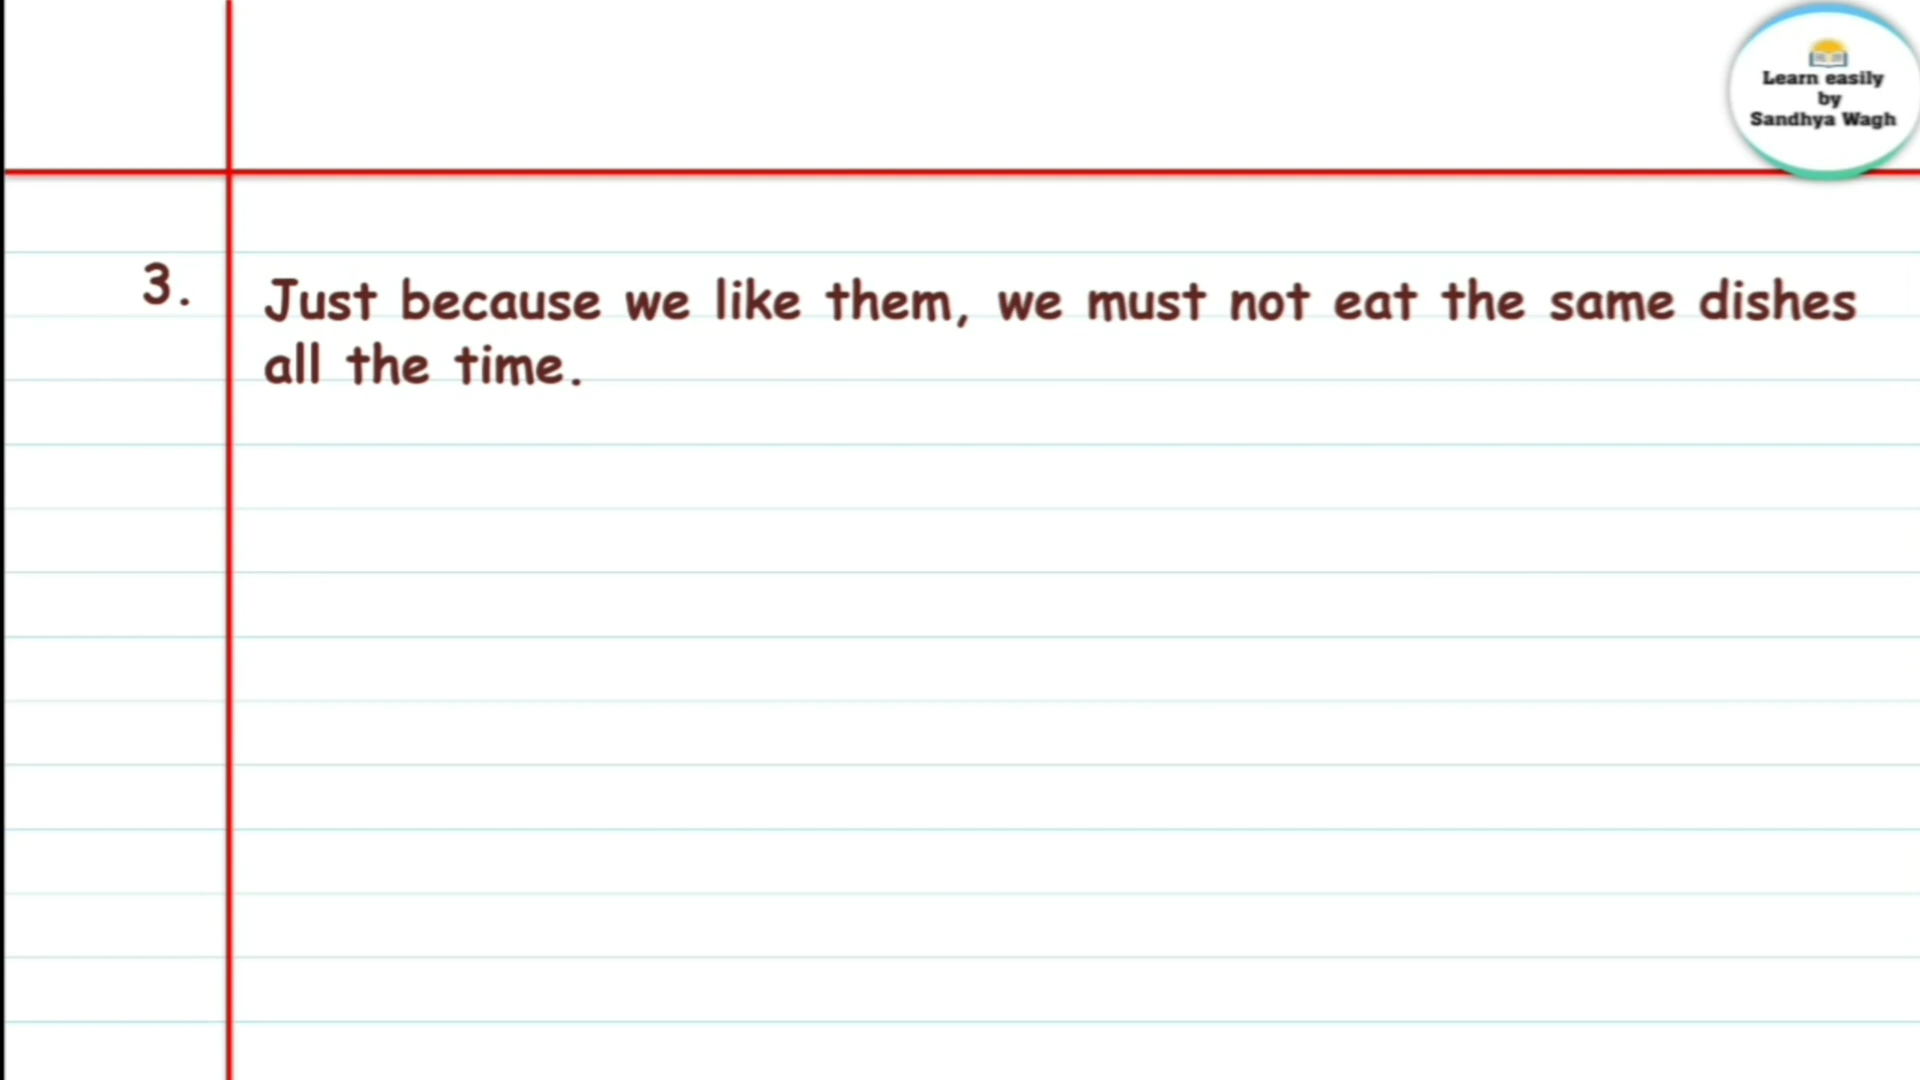 Learn easily
by
Sandhya Wagh
3. Just because we like them, we must not eat the same dishes
all the time.